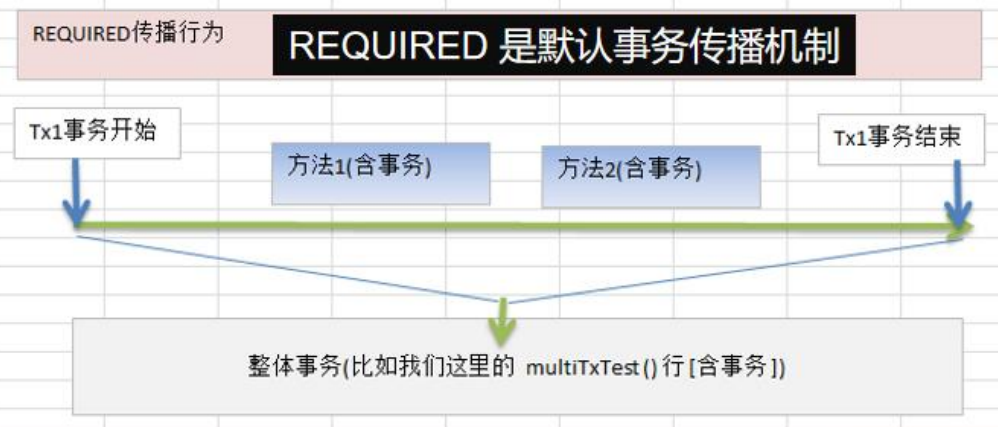 REQUIRED传播行为
REQUIRED 是默认事务传播机制
Tx1事务开始
Tx1事务结束
方法1(含事务)
方法2(含事务)
整体事务(比如我们这里的 multiTxTest()行[含事务])